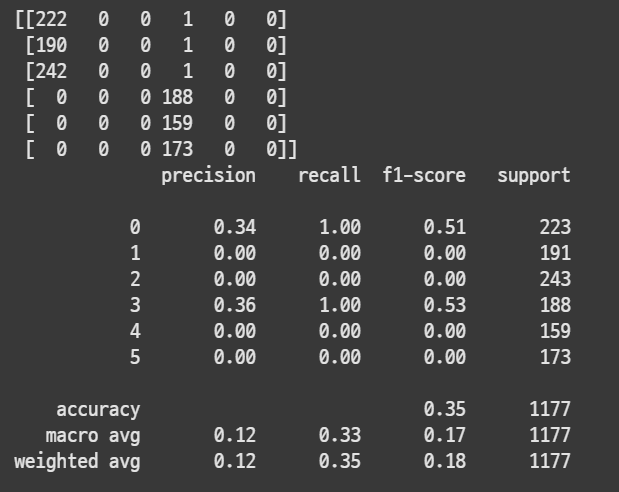 [[222   0   0   1   0   0]
 [190   0   0   1   0   0]
 [242   0   0   1   0   0]
 [  0   0   0 188   0   0]
 [  0   0   0 159   0   0]
 [  0   0   0 173   0   0]]
              precision    recall  f1-score   support
           0       0.34      1.00      0.51       223
           1       0.00      0.00      0.00       191
           2       0.00      0.00      0.00       243
           3       0.36      1.00      0.53       188
           4       0.00      0.00      0.00       159
           5       0.00      0.00      0.00       173
    accuracy                           0.35      1177
   macro avg       0.12      0.33      0.17      1177
weighted avg       0.12      0.35      0.18      1177